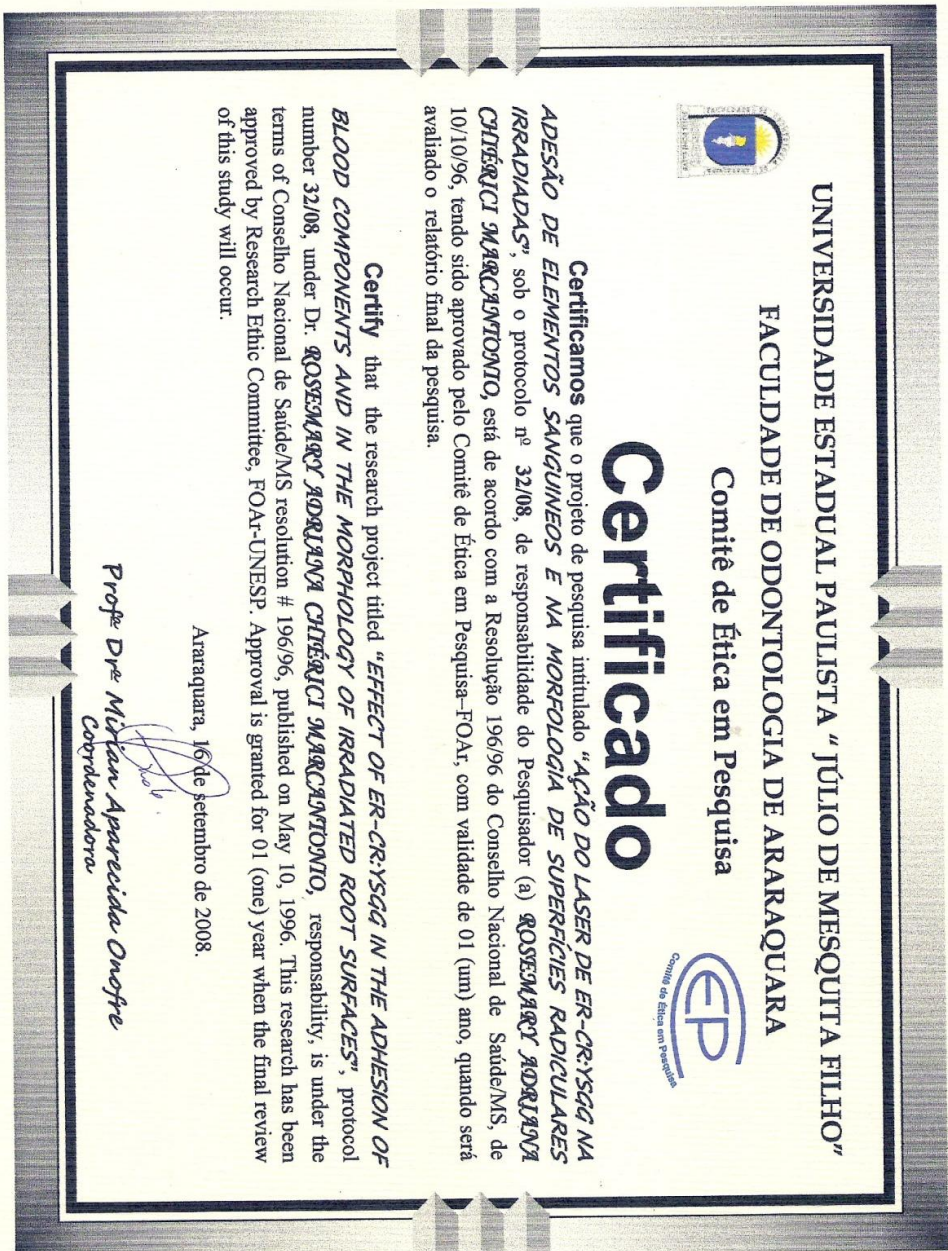 UNIVERSIDADE ESTADUAL PAULISTA "JÚLIO DE MESQUITA FILHO"
FACULDADE DE ODONTOLOGIA DE ARARAQUARA
Comitê de Ética em Pesquisa
CEP
Comitê de Ética em Pesquisa
Certificado
Certificamos que o projeto de pesquisa intitulado "AÇÃO DO LASER DE ER-CR:YSGG NA
ADESÃO DE ELEMENTOS SANGUINEOS E NA MORFOLOGIA DE SUPERFÍCIES RADICULARES
IRRADIADAS", sob o protocolo nº 32/08, de responsabilidade do Pesquisador (a) ROSEMARY ADRIANA
CHIÉRICI MARCANTONIO, está de acordo com a Resolução 196/96 do Conselho Nacional de Saúde/MS, de
10/10/96, tendo sido aprovado pelo Comitê de Ética em Pesquisa-FOAr, com validade de 01 (um) ano, quando será
avaliado o relatório final da pesquisa.
Certify that the research project titled "EFFECT OF ER-CR:YSGG IN THE ADHESION OF
BLOOD COMPONENTS AND IN THE MORPHOLOGY OF IRRADIATED ROOT SURFACES", protocol
number 32/08, under Dr. ROSEMARY ADRIANA CHIÉRICI MARCANTONIO, responsability, is under the
terms of Conselho Nacional de Saúde/MS resolution # 196/96, published on May 10, 1996. This research has been
approved by Research Ethic Committee, FOAr-UNESP. Approval is granted for 01 (one) year when the final review
of this study will occur.
Araraquara, 16 de setembro de 2008.
Profª Drª Mirian Aparecida Onofre
Coordenadora